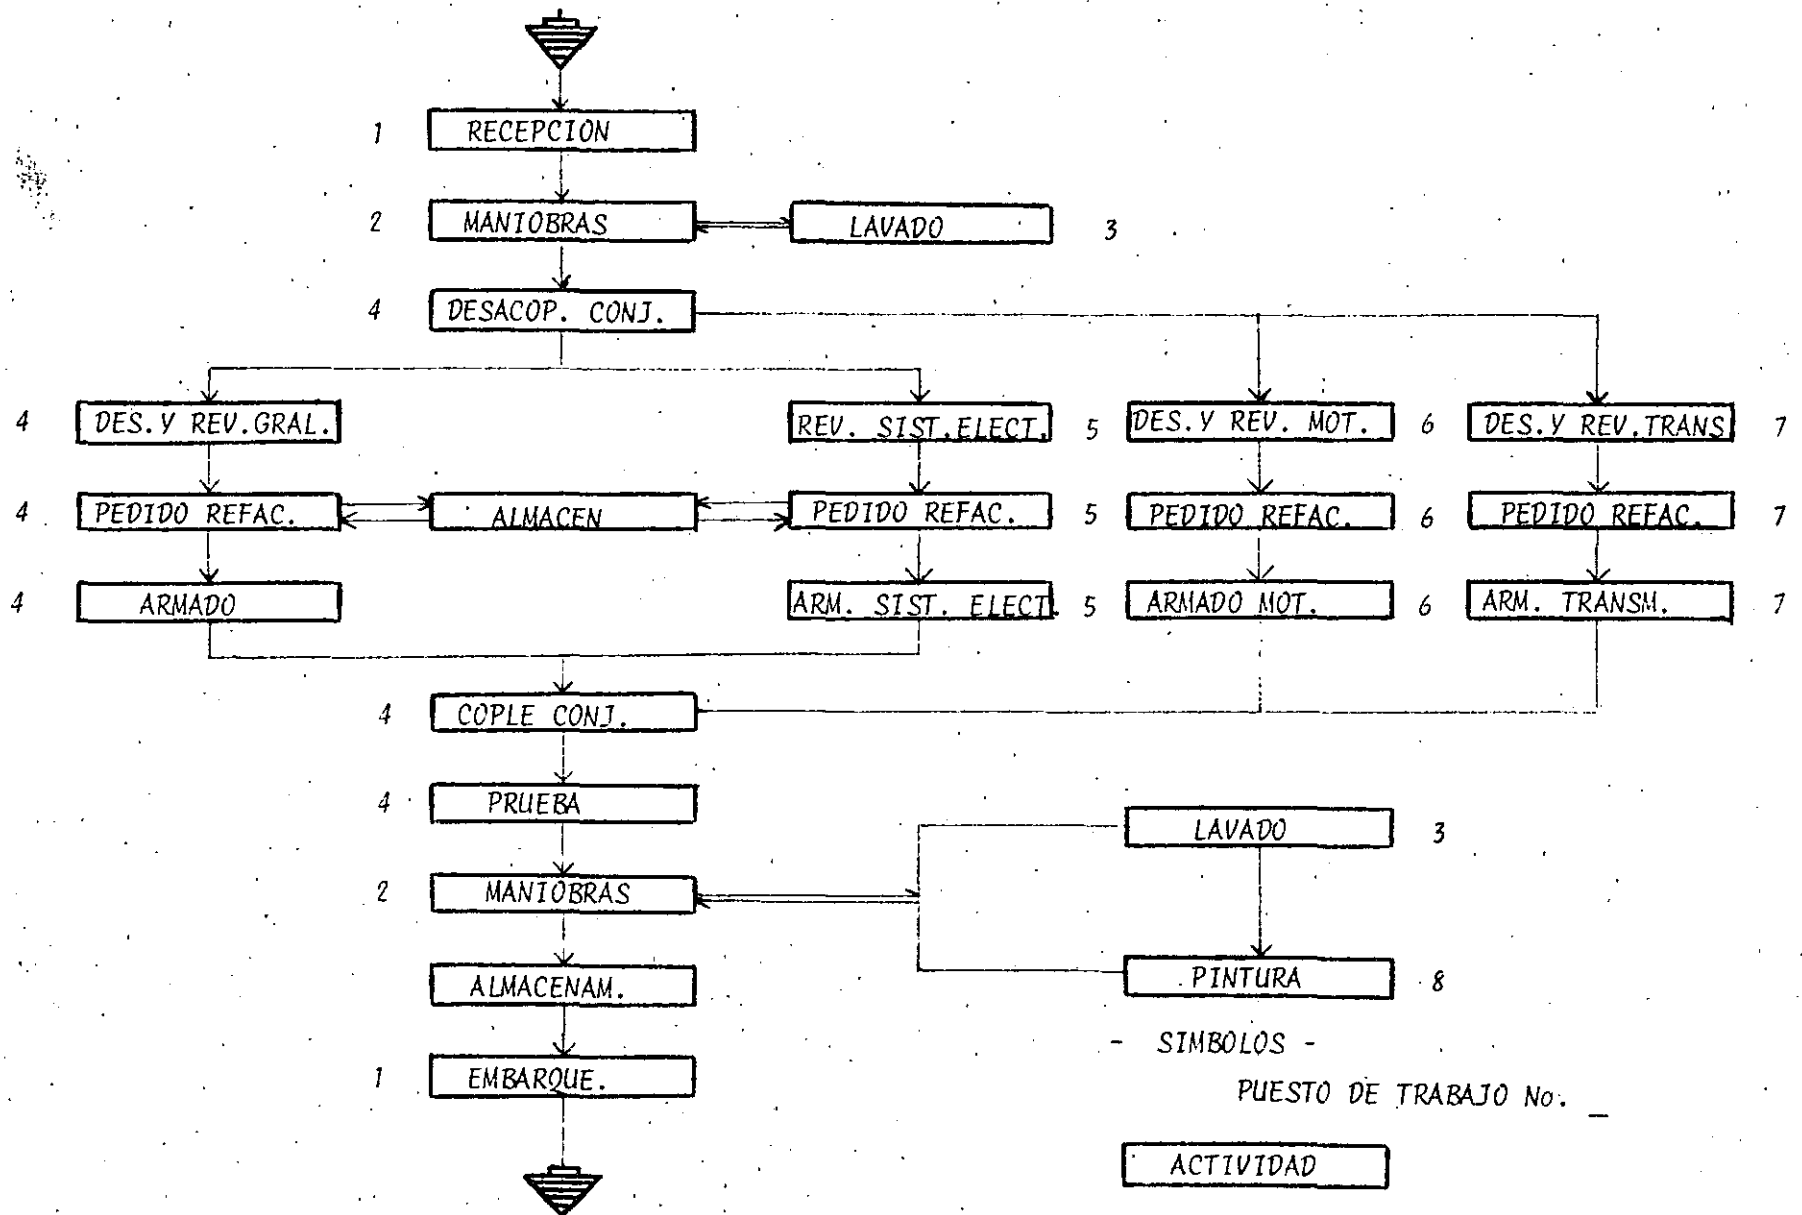 1 RECEPCION
2 MANIOBRAS LAVADO 3
4 DESACOP. CONJ.
4 DES.Y REV.GRAL. REV. SIST.ELECT. 5 DES.Y REV. MOT. 6 DES.Y REV.TRANS 7
4 PEDIDO REFAC. ALMACEN PEDIDO REFAC. 5 PEDIDO REFAC. 6 PEDIDO REFAC. 7
4 ARMADO ARM. SIST. ELECT. 5 ARMADO MOT. 6 ARM. TRANSM. 7
4 COPLE CONJ.
4 PRUEBA
LAVADO 3
2 MANIOBRAS
ALMACENAM.
PINTURA 8
1 EMBARQUE.
- SIMBOLOS -
PUESTO DE TRABAJO No. _
ACTIVIDAD